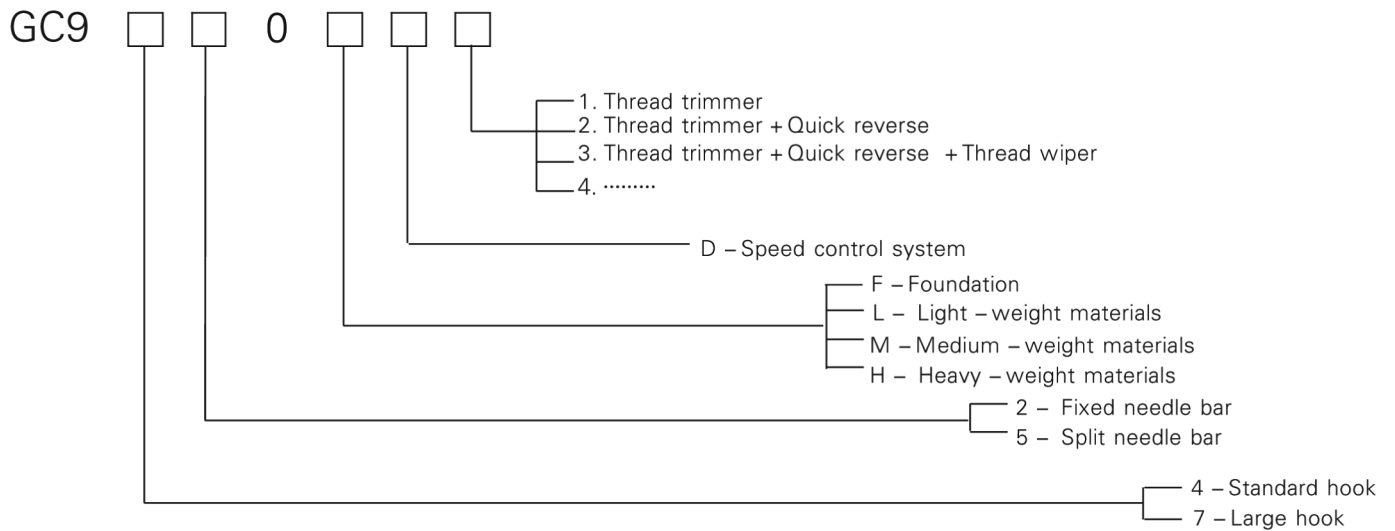 GC9 0
1. Thread trimmer
2. Thread trimmer + Quick reverse
3. Thread trimmer + Quick reverse + Thread wiper
4. ·········
D – Speed control system
F – Foundation
L – Light – weight materials
M – Medium – weight materials
H – Heavy – weight materials
2 – Fixed needle bar
5 – Split needle bar
4 – Standard hook
7 – Large hook